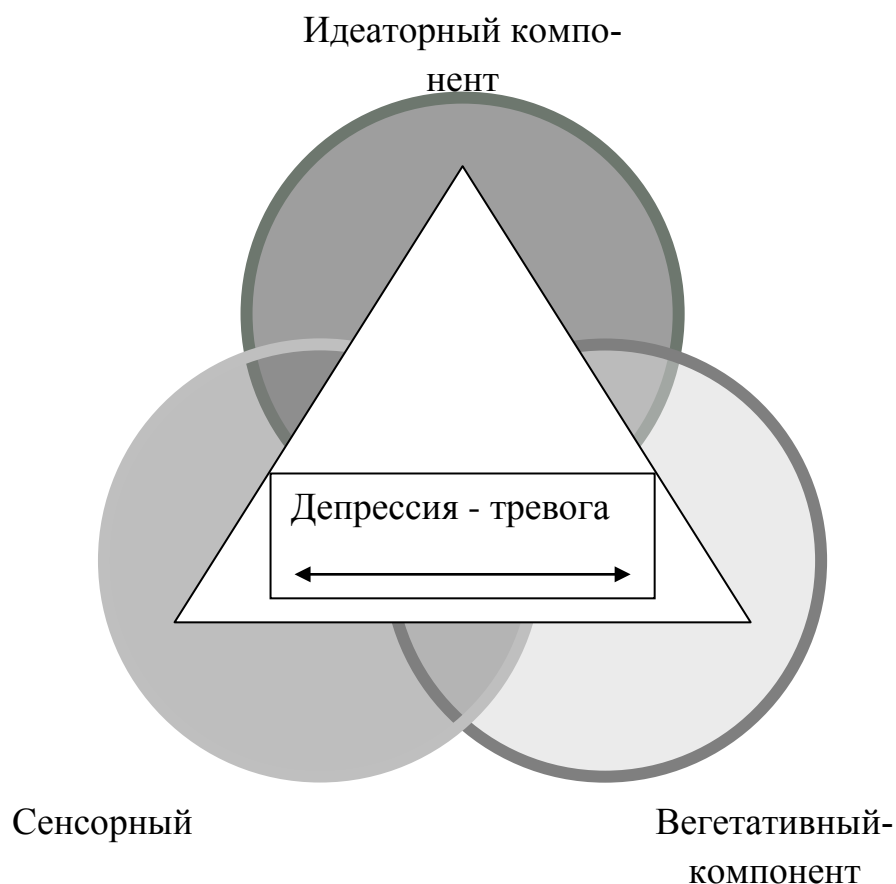 Идеаторный компо-
нент
Депрессия - тревога
Сенсорный
Вегетативный-
компонент